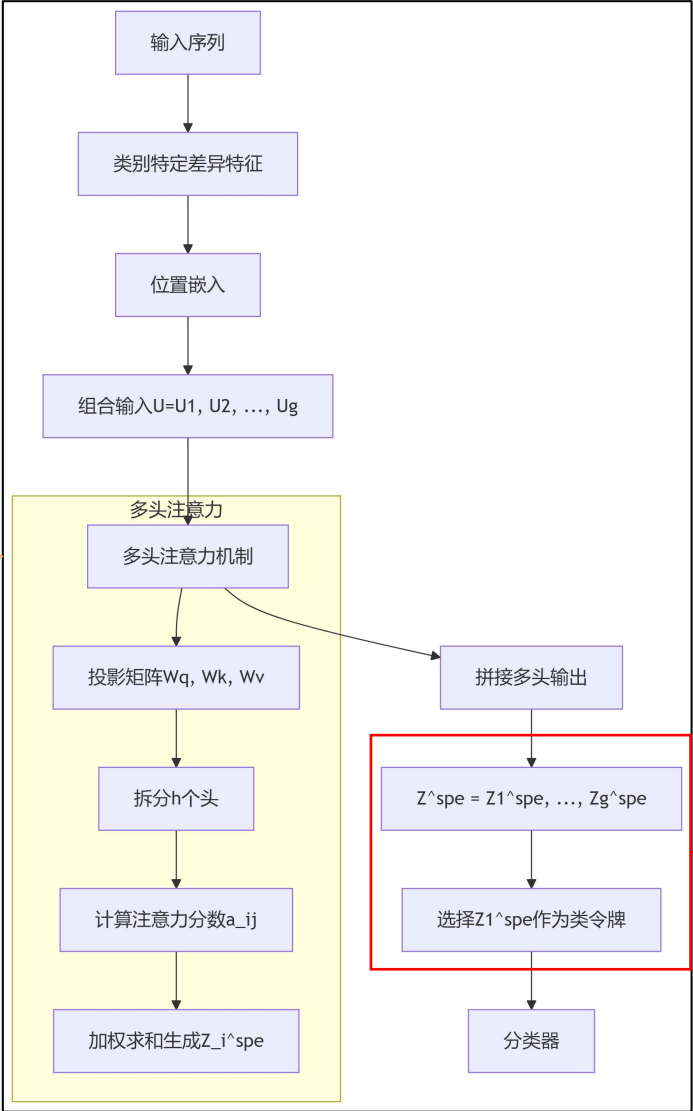 输入序列
类别特定差异特征
位置嵌入
组合输入U=U1, U2, ..., Ug
多头注意力
多头注意力机制
投影矩阵Wq, Wk, Wv
拆分h个头
计算注意力分数a_ij
加权求和生成Z_i^spe
拼接多头输出
Z^spe = Z1^spe, ..., Zg^spe
选择Z1^spe作为类令牌
分类器